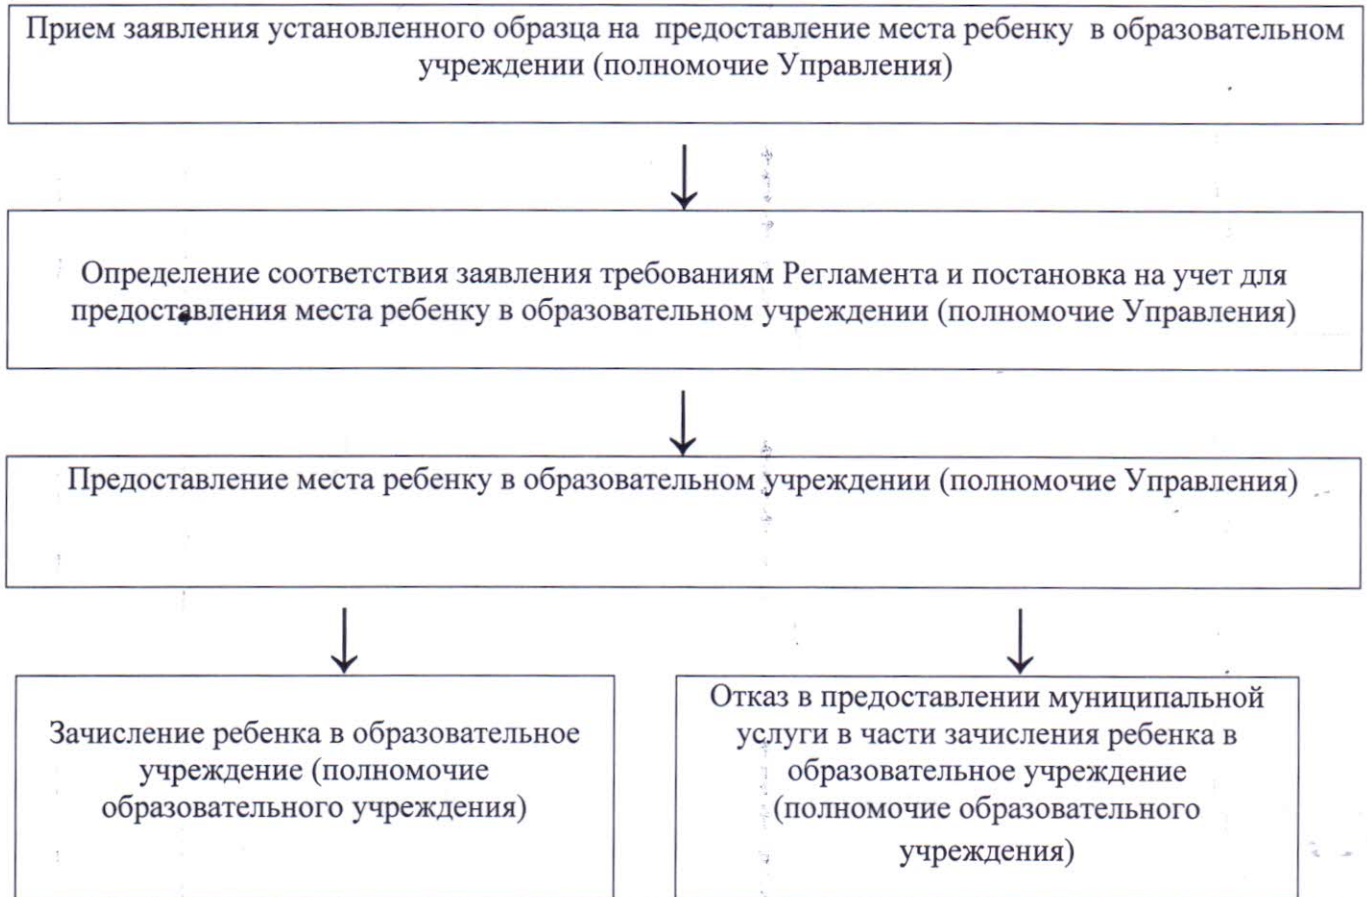 Прием заявления установленного образца на предоставление места ребенку в образовательном
учреждении (полномочие Управления)
Определение соответствия заявления требованиям Регламента и постановка на учет для
предоставления места ребенку в образовательном учреждении (полномочие Управления)
Предоставление места ребенку в образовательном учреждении (полномочие Управления)
Зачисление ребенка в образовательное
учреждение (полномочие
образовательного учреждения)
Отказ в предоставлении муниципальной
услуги в части зачисления ребенка в
образовательное учреждение
(полномочие образовательного
учреждения)